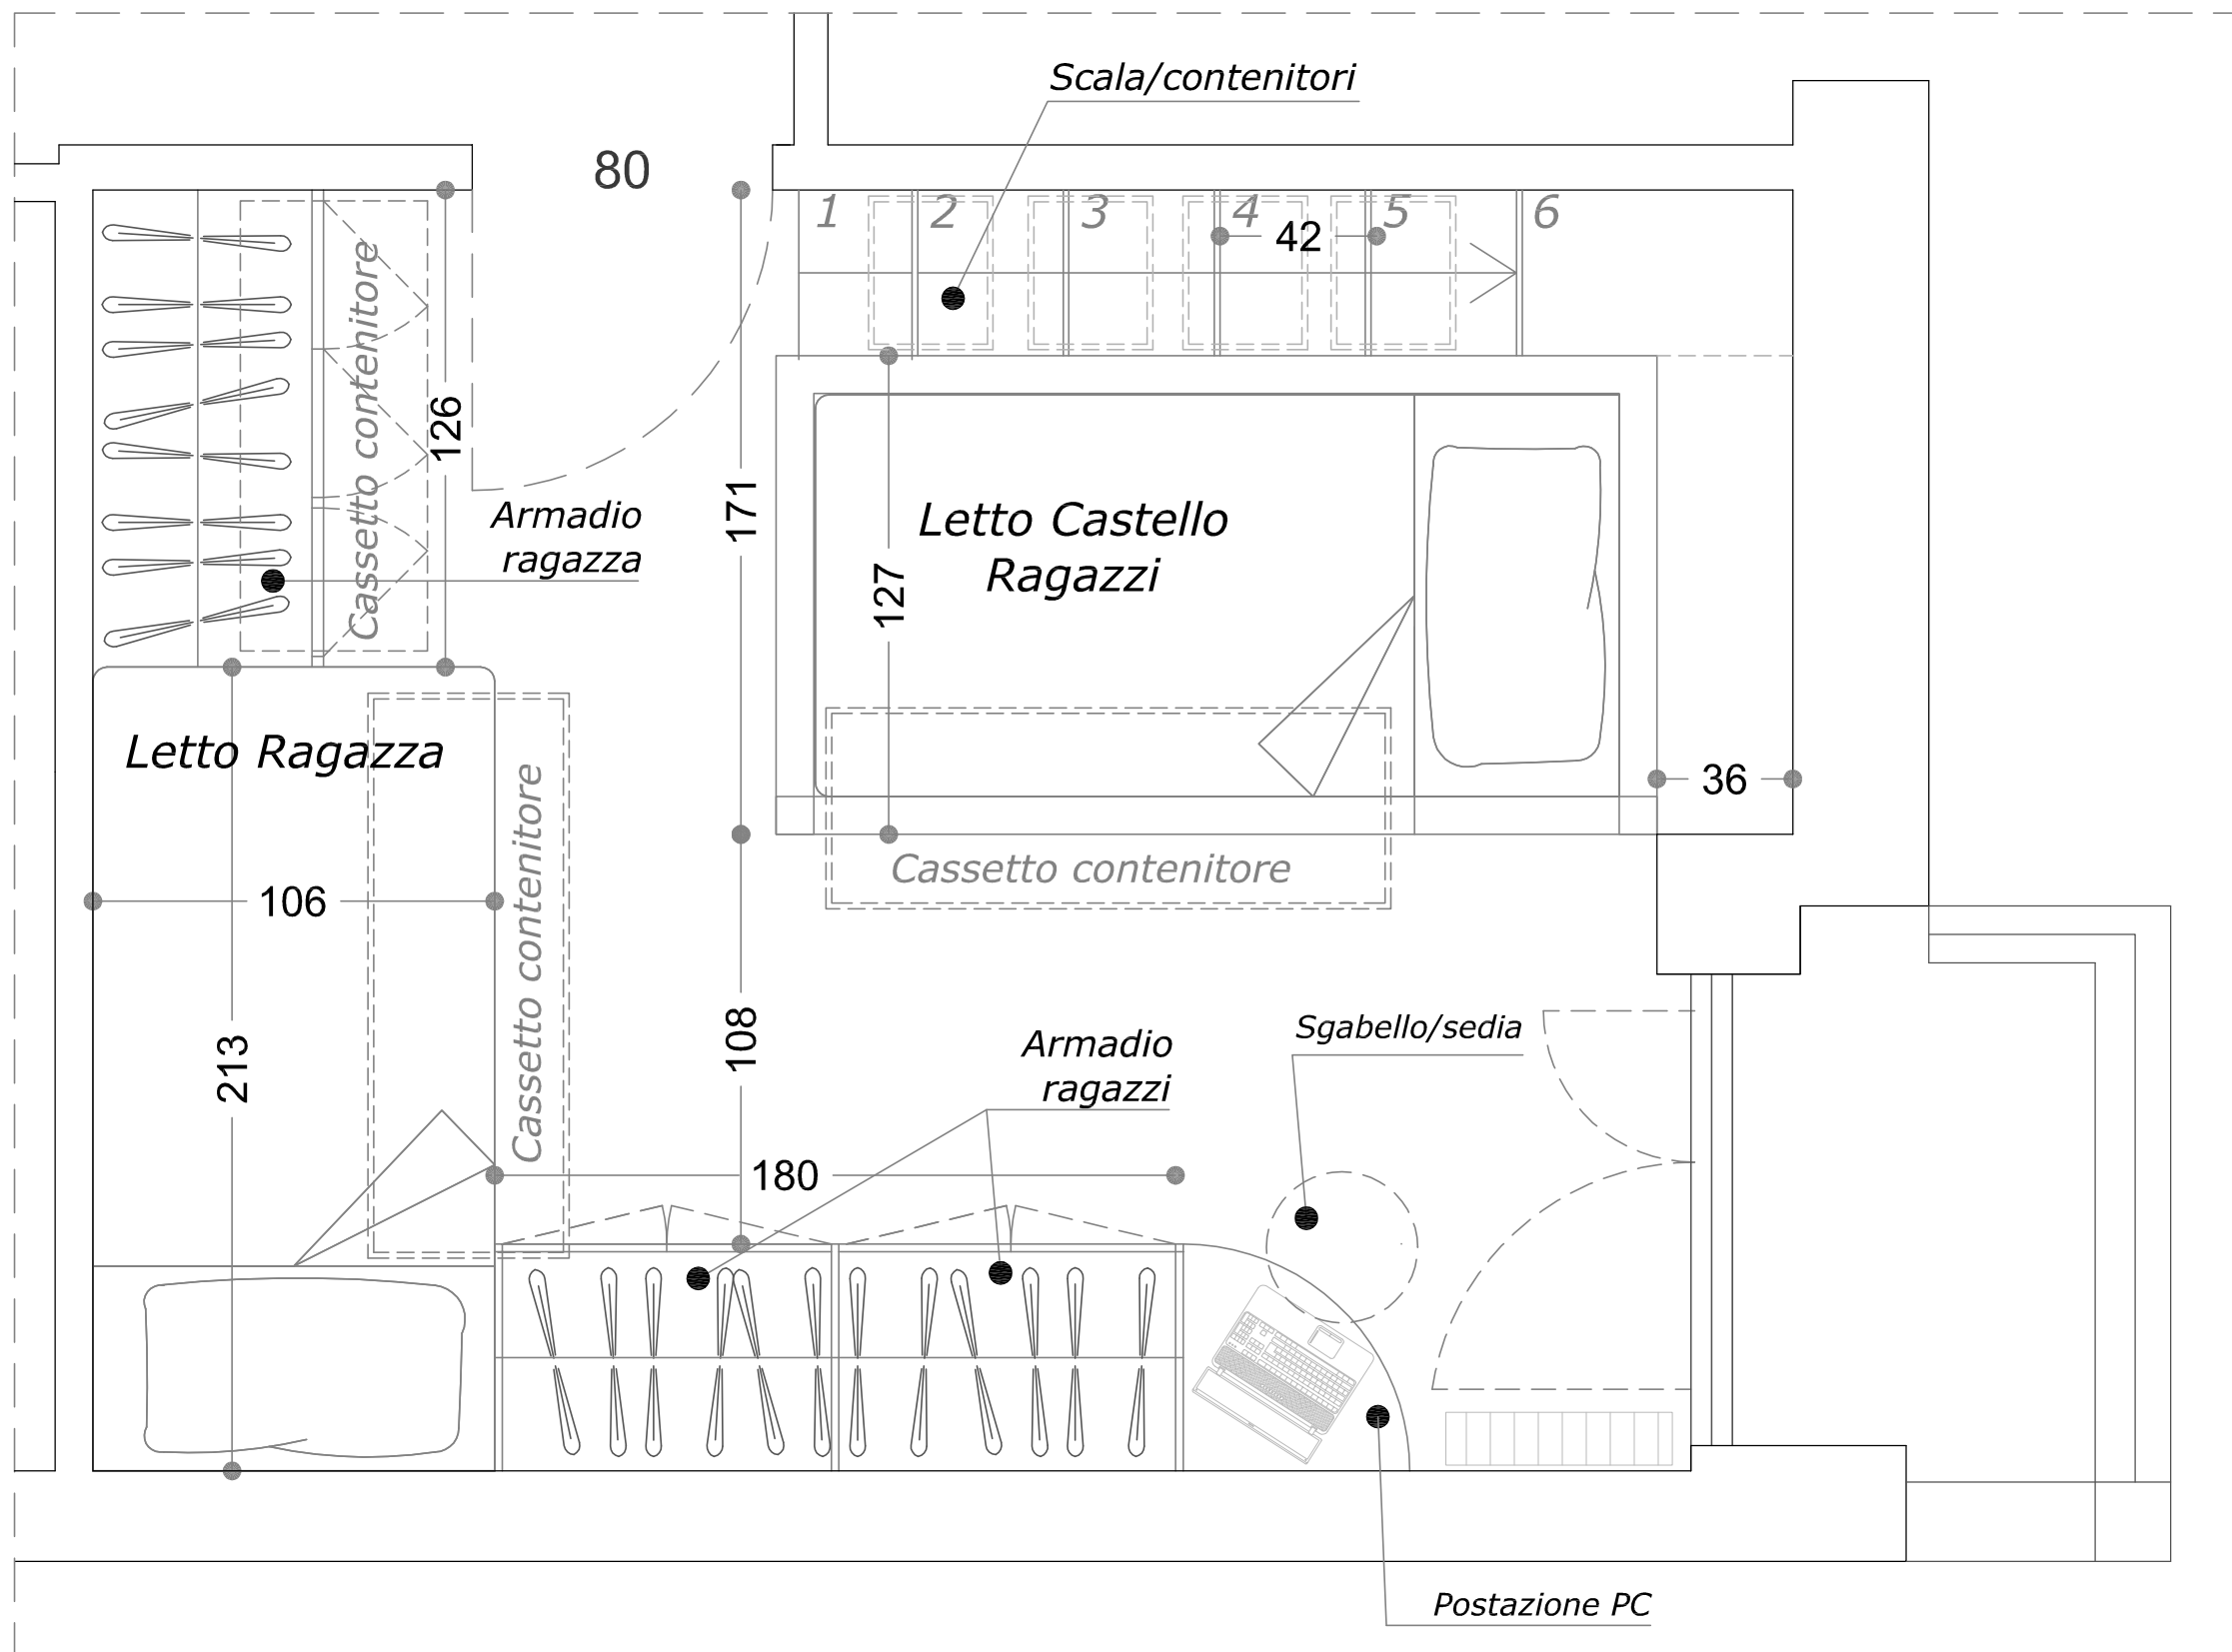 Scala/contenitori
80
1 2 3 4 5 6
42
Cassetto contenitore
126
Armadio
ragazza
171
Letto Castello
Ragazzi
127
Letto Ragazza
36
Cassetto contenitore
Cassetto contenitore
106
213
108
Armadio
ragazzi
Sgabello/sedia
180
Postazione PC